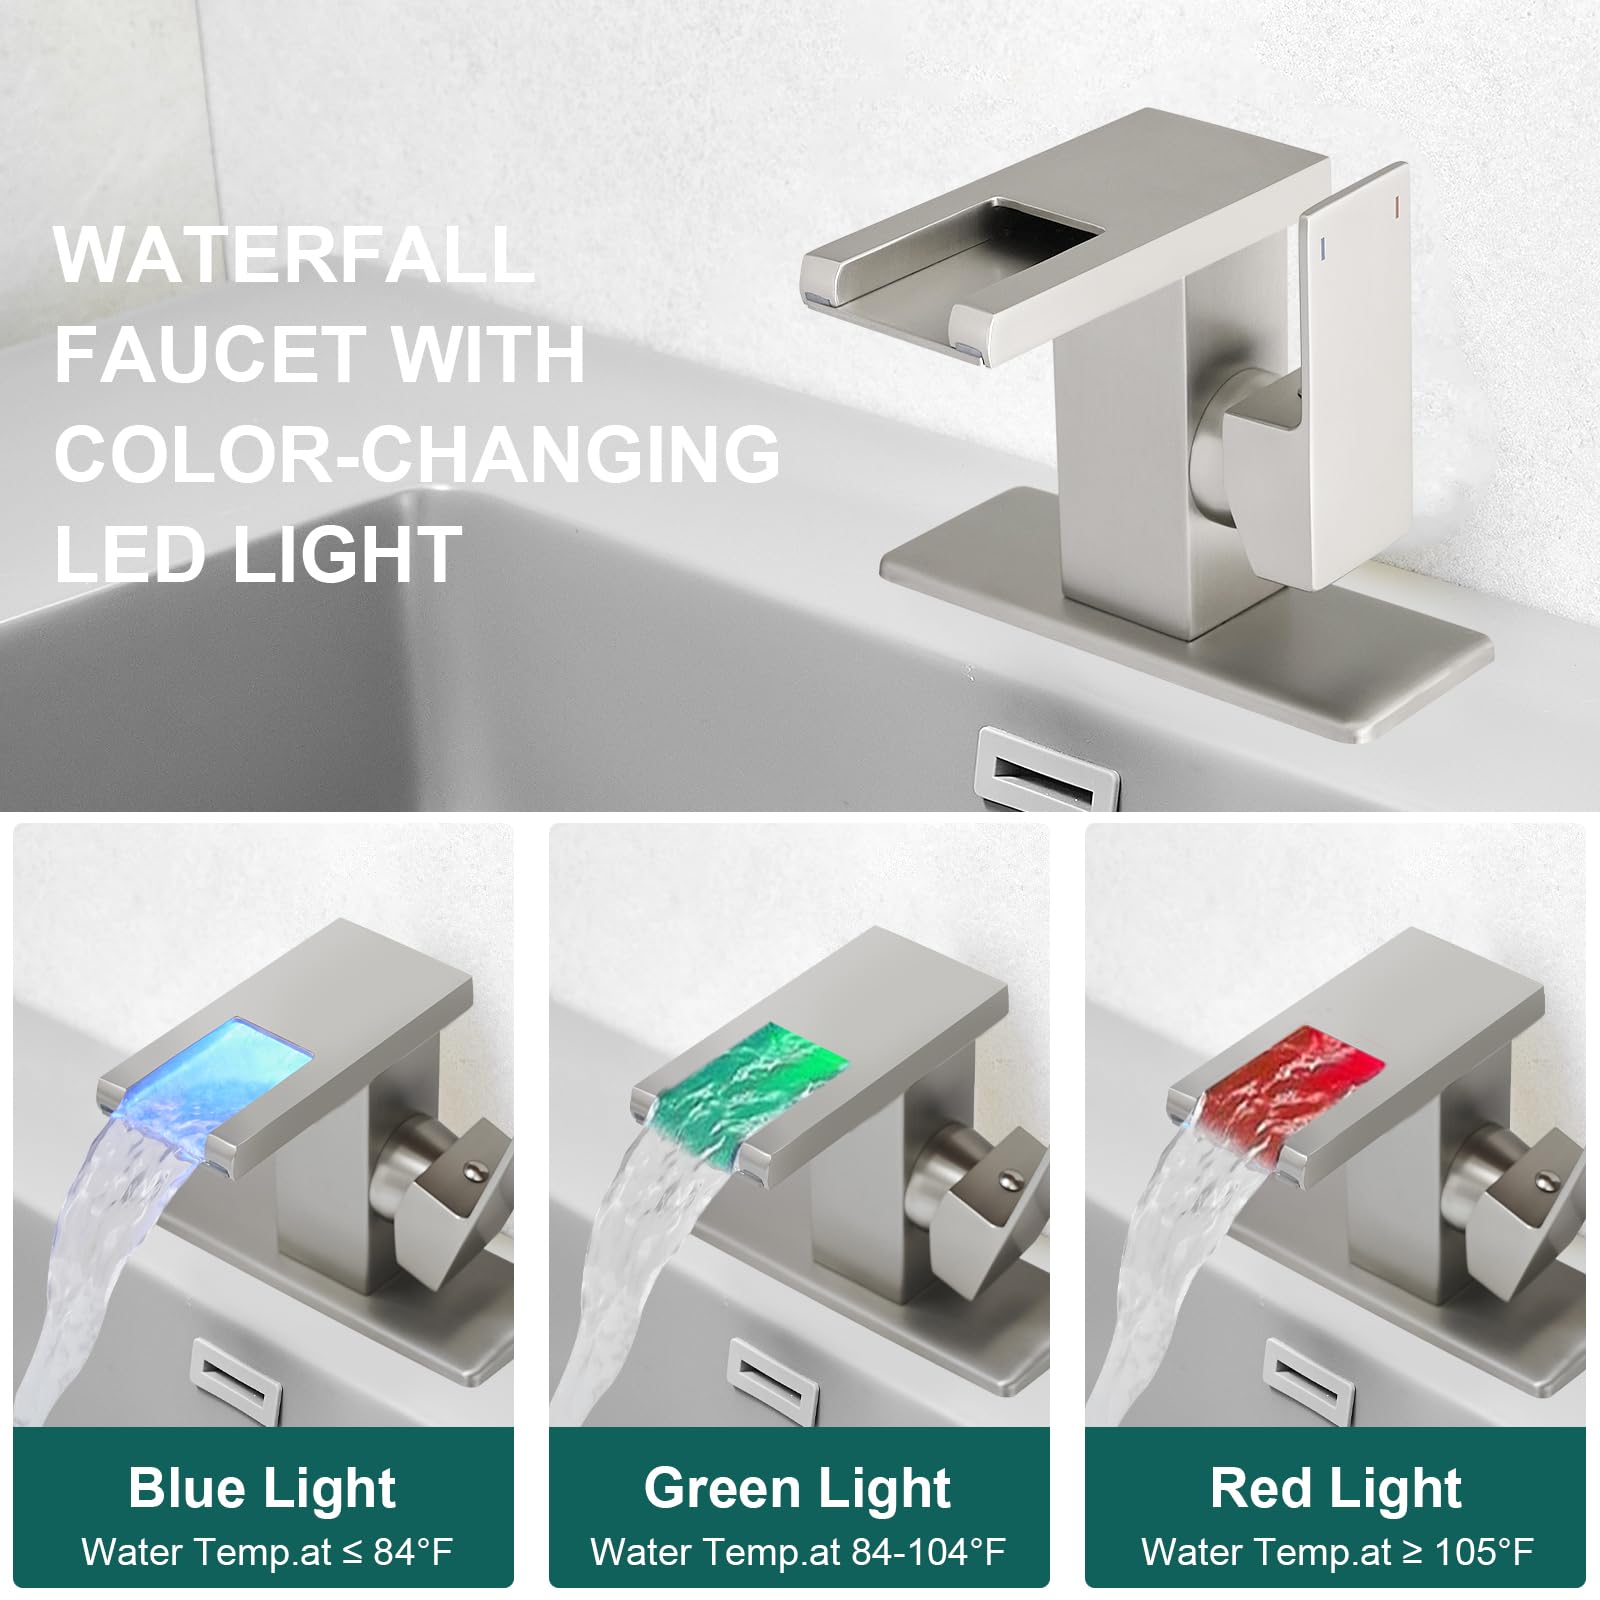 WATERFALL
FAUCET WITH
COLOR-CHANGING
LED LIGHT
Blue Light
Water Temp.at ≤ 84°F
Green Light
Water Temp.at 84-104°F
Red Light
Water Temp.at ≥ 105°F